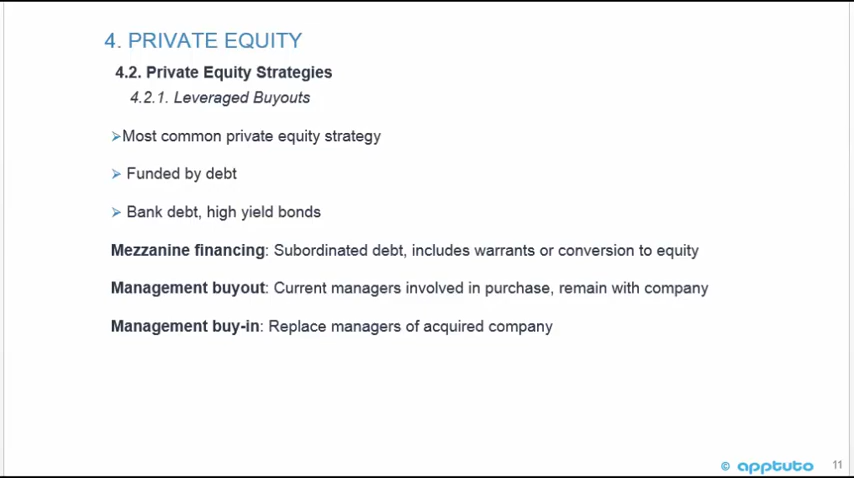 4. PRIVATE EQUITY
4.2. Private Equity Strategies
4.2.1. Leveraged Buyouts
➢Most common private equity strategy
➢ Funded by debt
➢ Bank debt, high yield bonds
Mezzanine financing: Subordinated debt, includes warrants or conversion to equity
Management buyout: Current managers involved in purchase, remain with company
Management buy-in: Replace managers of acquired company
© apptuto 11